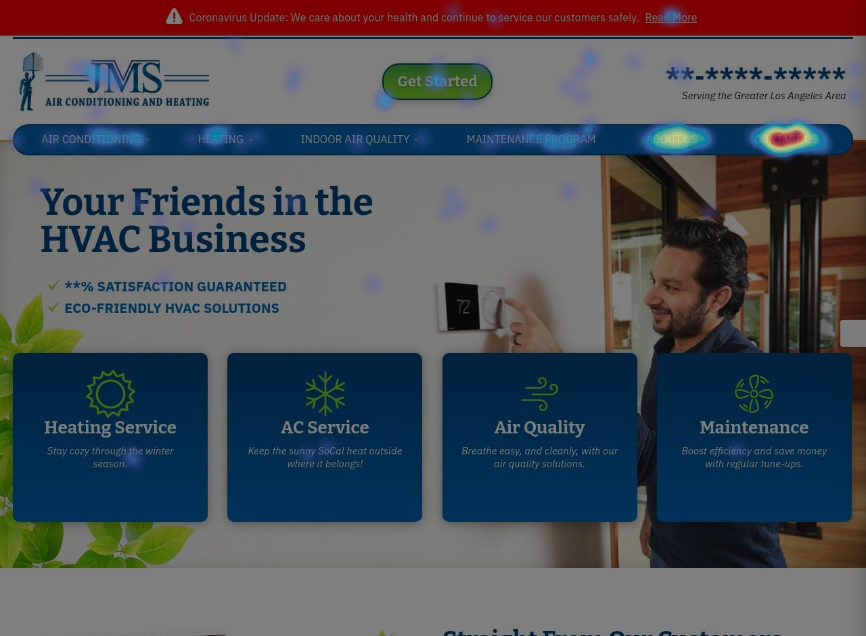 Coronavirus Update: We care about your health and continue to service our customers safely. Read More
JMS
AIR CONDITIONING AND HEATING
Get Started
**-****-*****
Serving the Greater Los Angeles Area
AIR CONDITIONING
HEATING
INDOOR AIR QUALITY
MAINTENANCE PROGRAM
ABOUT US
Your Friends in the
HVAC Business
**% SATISFACTION GUARANTEED
ECO-FRIENDLY HVAC SOLUTIONS
72
Heating Service
Stay cozy through the winter
season.
AC Service
Keep the sunny SoCal heat outside
where it belongs!
Air Quality
Breathe easy, and cleanly, with our
air quality solutions.
Maintenance
Boost efficiency and save money
with regular tune-ups.
Straight From Our Customers